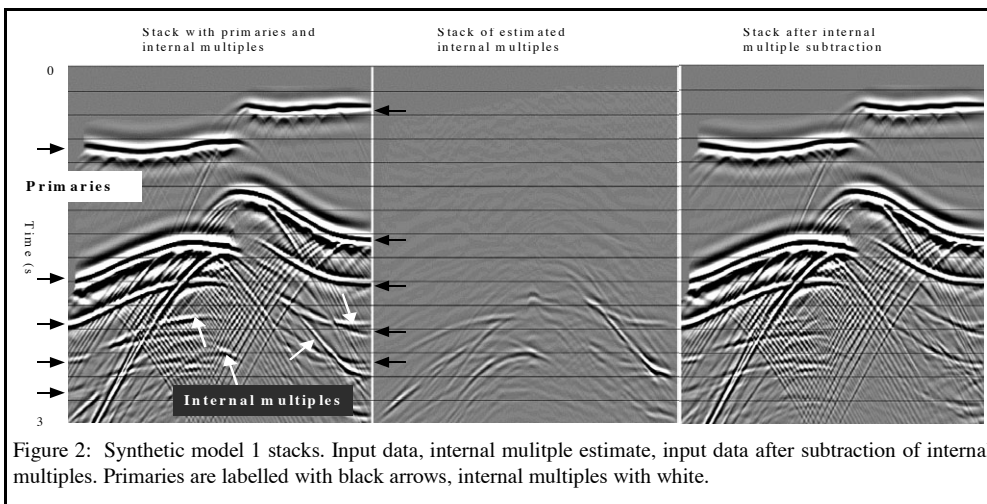 Stack with primaries and
internal multiples
Stack of estimated
internal multiples
Stack after internal
multiple subtraction
0
Primaries
Time (s
Internal multiples
3
Figure 2: Synthetic model 1 stacks. Input data, internal mulitple estimate, input data after subtraction of interna
multiples. Primaries are labelled with black arrows, internal multiples with white.